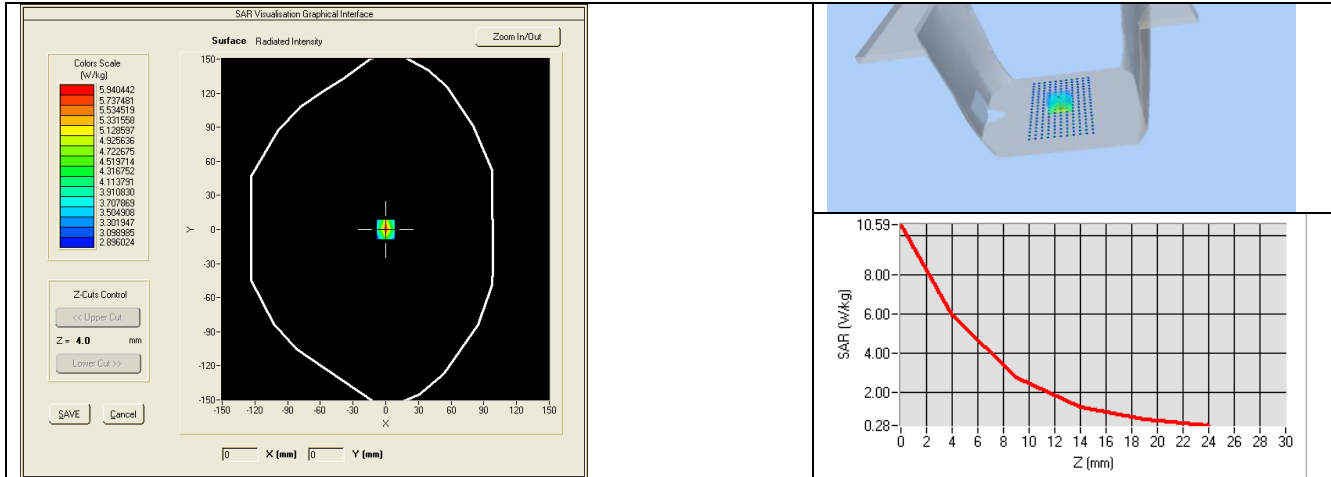 SAR Visualisation Graphical Interface
Surface Radiated Intensity
Zoom In/Out
Colors Scale
(W/kg)
5.940442
5.737481
5.534519
5.331558
5.128597
4.925636
4.722675
4.519714
4.316752
4.113791
3.910830
3.707869
3.504908
3.301947
3.098985
2.896024
Z-Cuts Control
<< Upper Cut
Z = 4.0 mm
Lower Cut >>
SAVE Cancel
150
120
90
60
30
0
-30
-60
-90
-120
-150
Y
-150 -120 -90 -60 -30 0 30 60 90 120 150
X
0 X (mm) 0 Y (mm)
10.59
8.00
6.00
4.00
2.00
0.28
SAR (W/kg)
0 2 4 6 8 10 12 14 16 18 20 22 24 26 28 30
Z (mm)